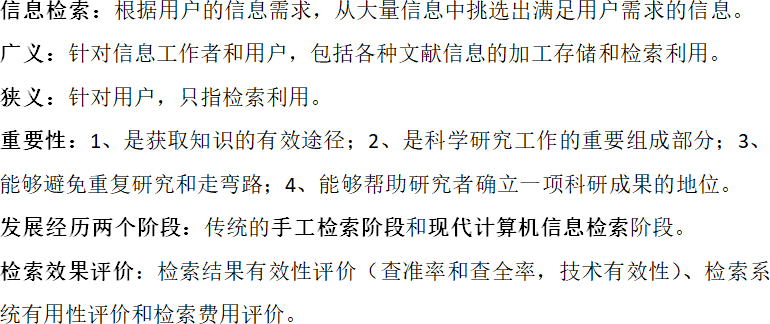 信息检索：根据用户的信息需求，从大量信息中挑选出满足用户需求的信息。
广义：针对信息工作者和用户，包括各种文献信息的加工存储和检索利用。
狭义：针对用户，只指检索利用。
重要性：1、是获取知识的有效途径；2、是科学研究工作的重要组成部分；3、
能够避免重复研究和走弯路；4、能够帮助研究者确立一项科研成果的地位。
发展经历两个阶段：传统的手工检索阶段和现代计算机信息检索阶段。
检索效果评价：检索结果有效性评价（查准率和查全率，技术有效性）、检索系
统有用性评价和检索费用评价。